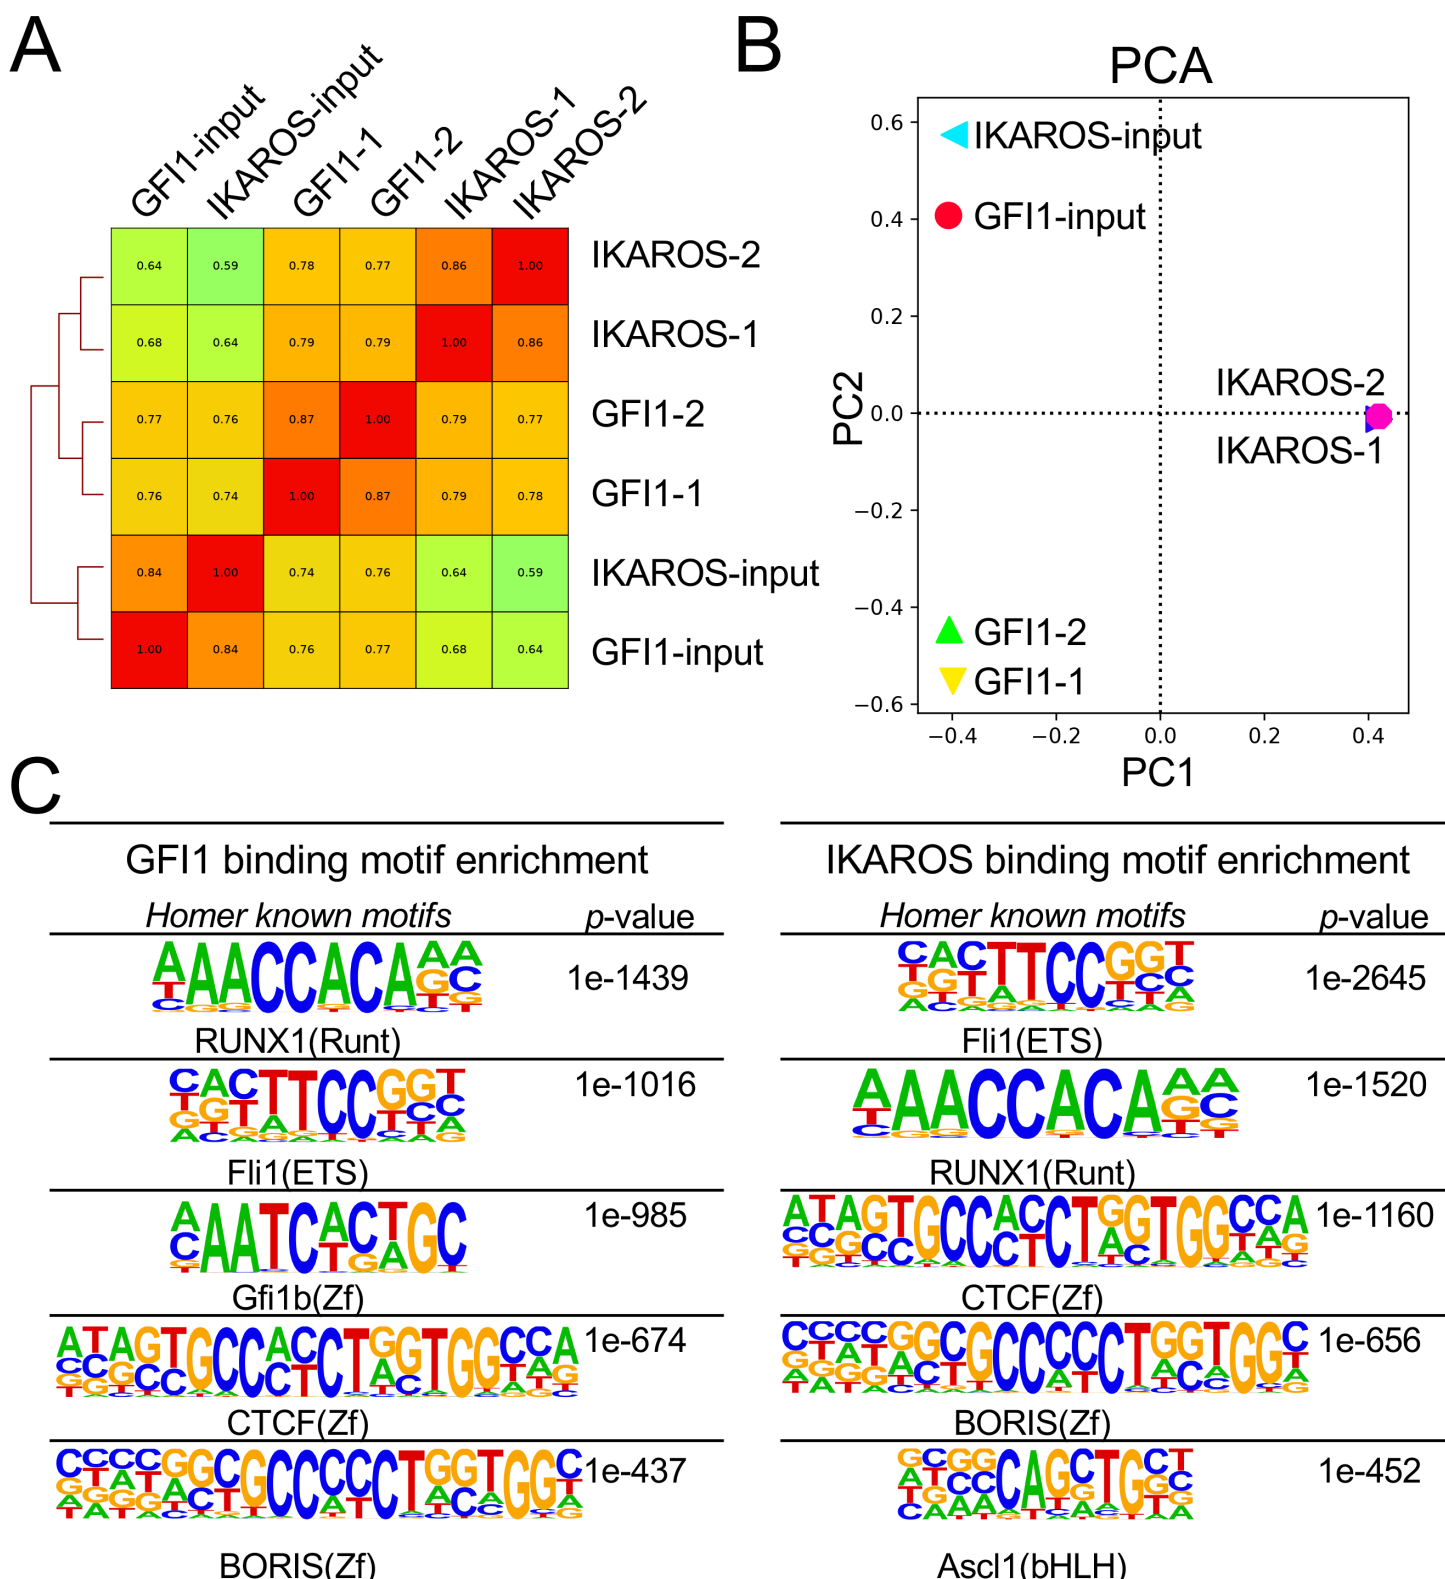 A
GFI1-input
IKAROS-input
GFI1-1
GFI1-2
IKAROS-1
IKAROS-2
0.64 0.59 0.78 0.77 0.86 1.00 IKAROS-2
0.68 0.64 0.79 0.79 1.00 0.86 IKAROS-1
0.77 0.76 0.87 1.00 0.79 0.77 GFI1-2
0.76 0.74 1.00 0.87 0.79 0.78 GFI1-1
0.84 1.00 0.74 0.76 0.64 0.59 IKAROS-input
1.00 0.84 0.76 0.77 0.68 0.64 GFI1-input
B
PCA
0.6
IKAROS-input
0.4
GFI1-input
0.2
IKAROS-2
0.0
IKAROS-1
−0.2
−0.4
GFI1-2
GFI1-1
−0.6
PC2
−0.4 −0.2 0.0 0.2 0.4
PC1
C
GFI1 binding motif enrichment
Homer known motifs p-value
AAACCACAAA 1e-1439
RUNX1(Runt)
CACTTCCGGT 1e-1016
Fli1(ETS)
AAATCACTGC 1e-985
Gfi1b(Zf)
ATAGTGCCACCTGGTGGCCA 1e-674
CTCF(Zf)
CCCCGGCGCCCCCTGGTGGC 1e-437
BORIS(Zf)
IKAROS binding motif enrichment
Homer known motifs p-value
CACTTCCGGT 1e-2645
Fli1(ETS)
AAACCACAAA 1e-1520
RUNX1(Runt)
ATAGTGCCACCTGGTGGCCA 1e-1160
CTCF(Zf)
CCCCGGCGCCCCCTGGTGGC 1e-656
BORIS(Zf)
GCGGCAGCTGCT 1e-452
Ascl1(bHLH)